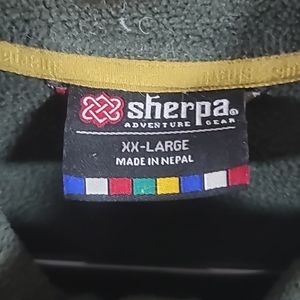 sherpa®
ADVENTURE GEAR
XX-LARGE
MADE IN NEPAL